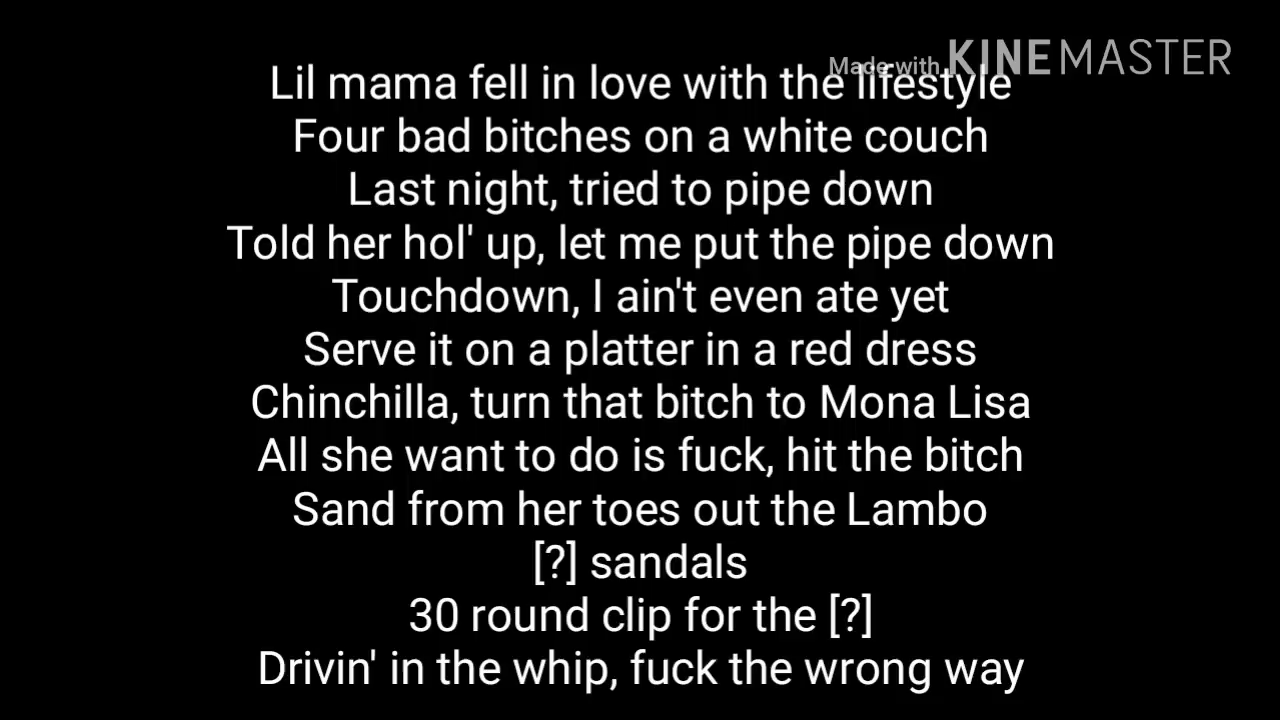 Made with KINEMASTER
Lil mama fell in love with the lifestyle
Four bad bitches on a white couch
Last night, tried to pipe down
Told her hol' up, let me put the pipe down
Touchdown, I ain't even ate yet
Serve it on a platter in a red dress
Chinchilla, turn that bitch to Mona Lisa
All she want to do is fuck, hit the bitch
Sand from her toes out the Lambo
[?] sandals
30 round clip for the [?]
Drivin' in the whip, fuck the wrong way